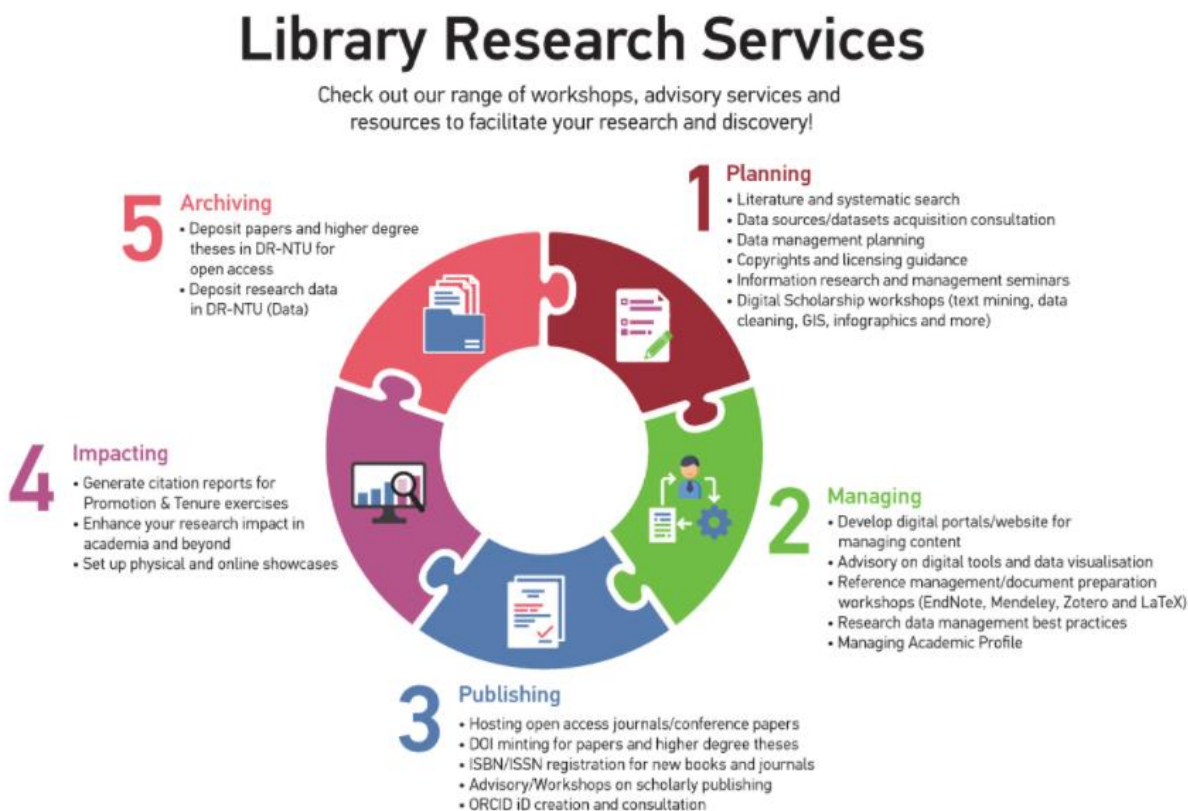 Library Research Services
Check out our range of workshops, advisory services and
resources to facilitate your research and discovery!
1
Planning
• Literature and systematic search
• Data sources/datasets acquisition consultation
• Data management planning
• Copyrights and licensing guidance
• Information research and management seminars
• Digital Scholarship workshops (text mining, data
cleaning, GIS, infographics and more)
2
Managing
• Develop digital portals/website for
managing content
• Advisory on digital tools and data visualisation
• Reference management/document preparation
workshops (EndNote, Mendeley, Zotero and LaTeX)
• Research data management best practices
• Managing Academic Profile
3
Publishing
• Hosting open access journals/conference papers
• DOI minting for papers and higher degree theses
• ISBN/ISSN registration for new books and journals
• Advisory/Workshops on scholarly publishing
• ORCID iD creation and consultation
4
Impacting
• Generate citation reports for
Promotion & Tenure exercises
• Enhance your research impact in
academia and beyond
• Set up physical and online showcases
5
Archiving
• Deposit papers and higher degree
theses in DR-NTU for
open access
• Deposit research data
in DR-NTU (Data)